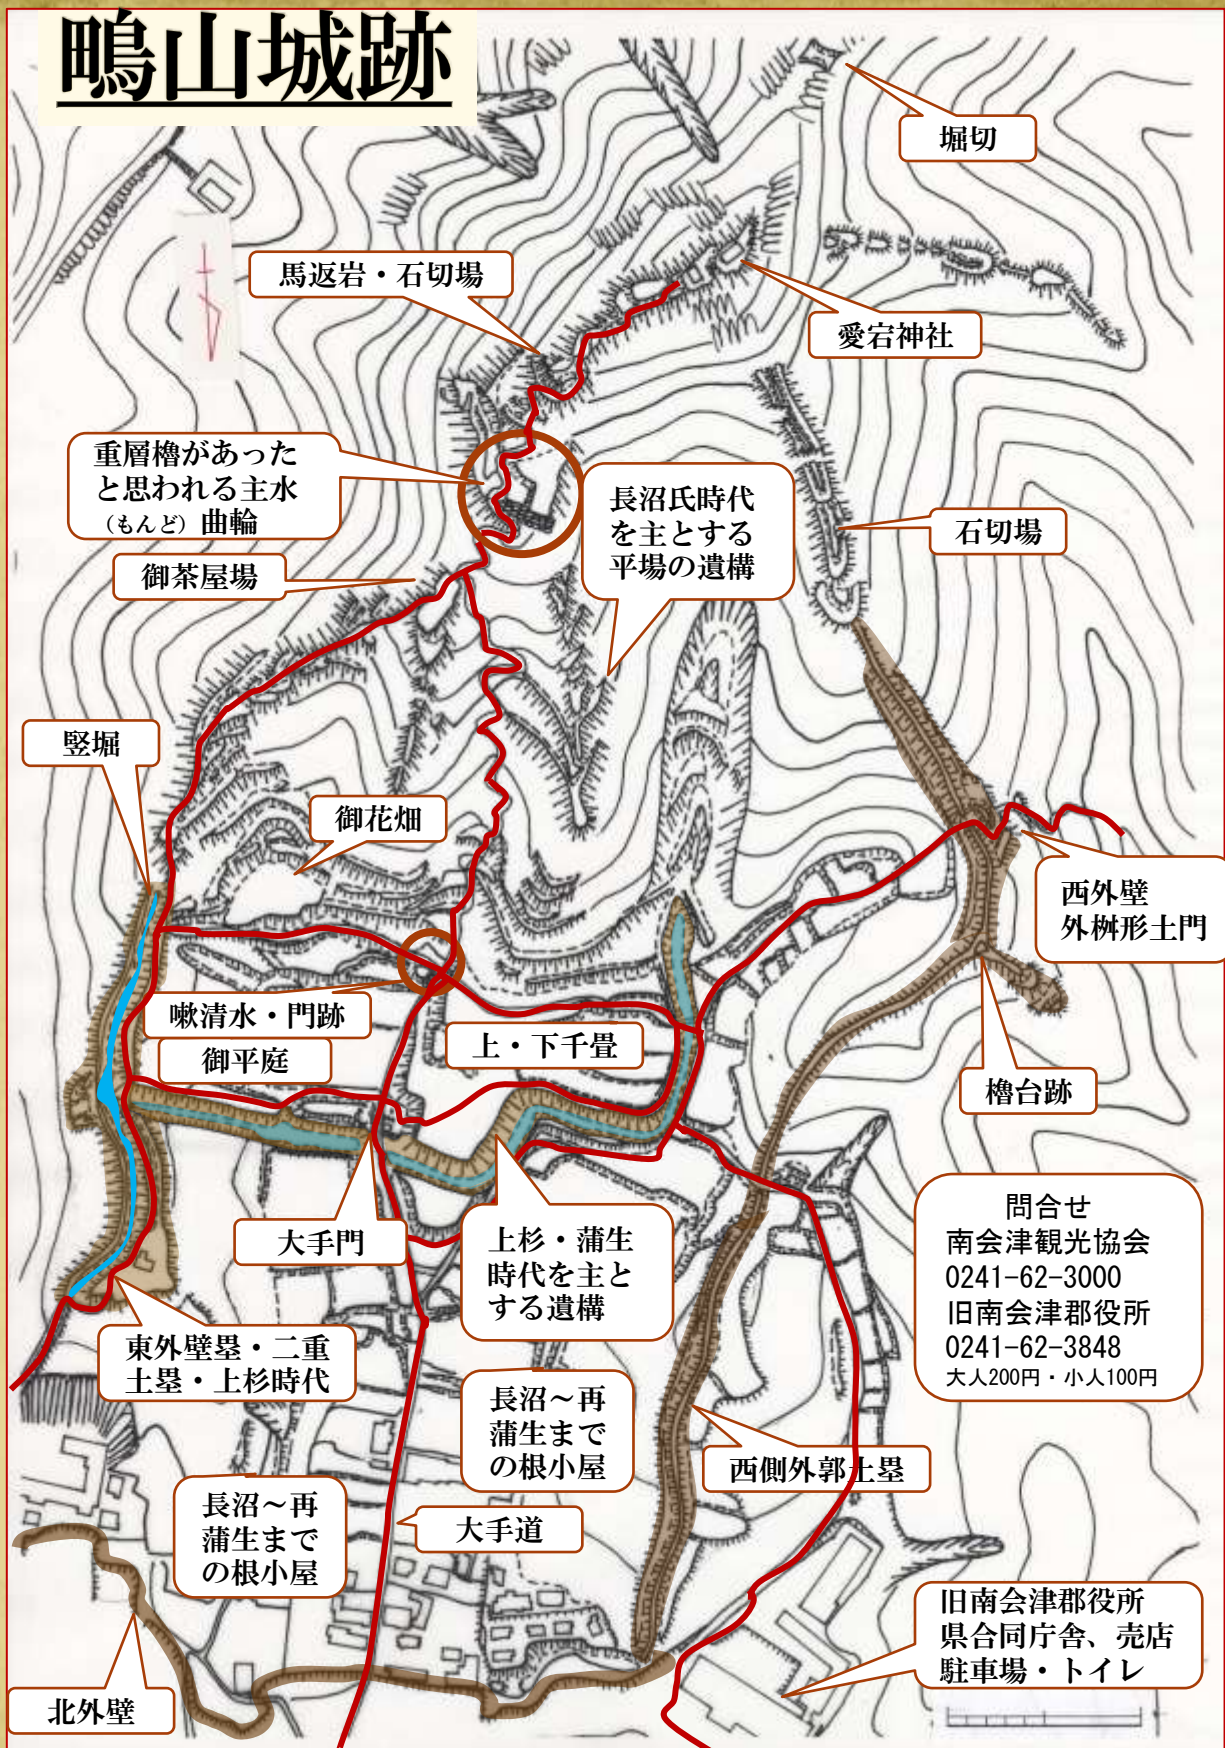 鴫山城跡
堀切
馬返岩・石切場
愛宕神社
重層櫓があった
と思われる主水
（もんど）曲輪
長沼氏時代
を主とする
平場の遺構
石切場
御茶屋場
竪堀
御花畑
西外壁
外桝形土門
嗽清水・門跡
上・下千畳
御平庭
櫓台跡
大手門
上杉・蒲生
時代を主と
する遺構
問合せ
南会津観光協会
0241-62-3000
旧南会津郡役所
0241-62-3848
大人200円・小人100円
東外壁塁・二重
土塁・上杉時代
長沼～再
蒲生まで
の根小屋
西側外郭土塁
長沼～再
蒲生まで
の根小屋
大手道
旧南会津郡役所
県合同庁舎、売店
駐車場・トイレ
北外壁